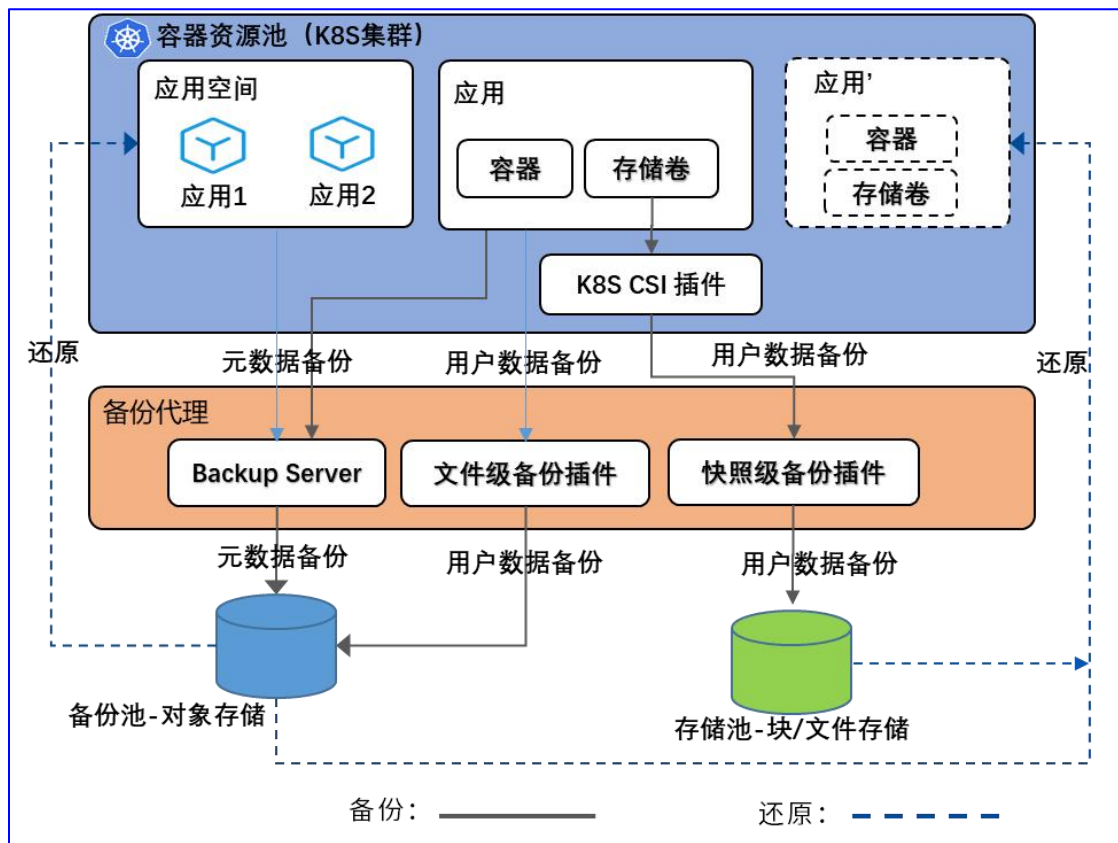 容器资源池（K8S集群）
应用空间
应用1
应用2
应用
容器
存储卷
应用’
容器
存储卷
K8S CSI 插件
还原
元数据备份
用户数据备份
用户数据备份
还原
备份代理
Backup Server
文件级备份插件
快照级备份插件
元数据备份
用户数据备份
用户数据备份
备份池-对象存储
存储池-块/文件存储
备份：
还原：